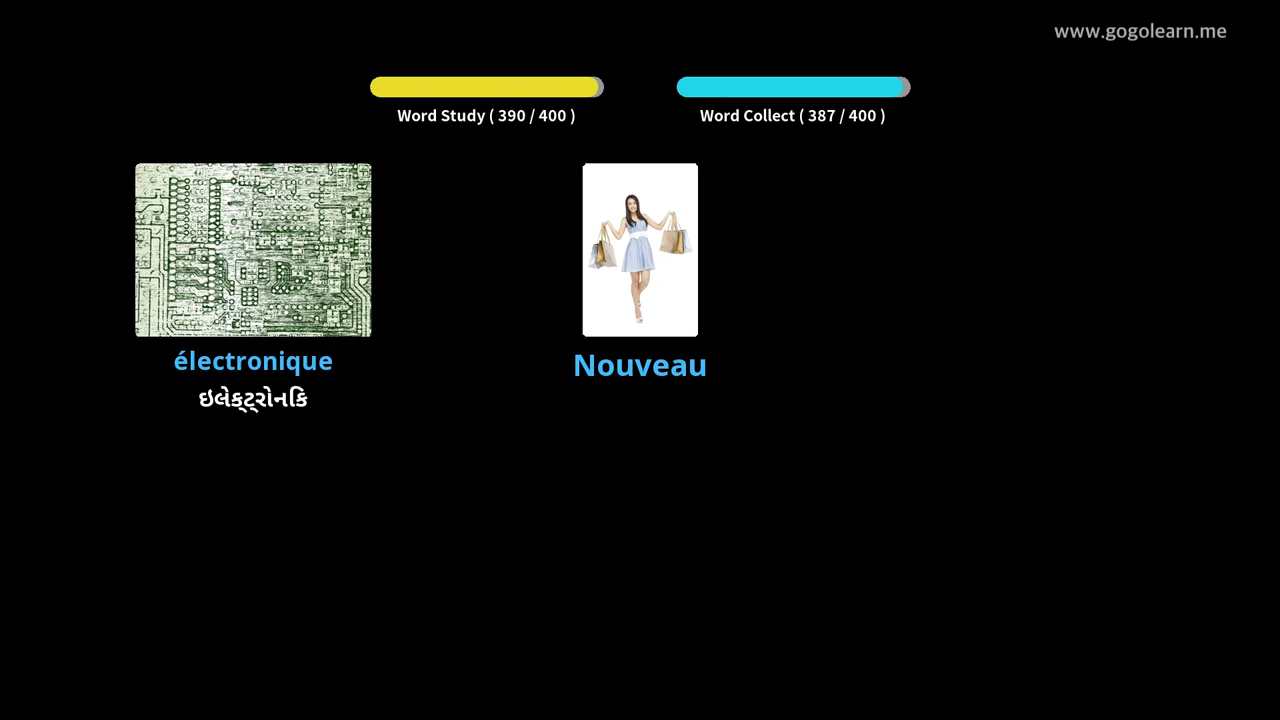 www.gogolearn.me
Word Study ( 390 / 400 )
Word Collect ( 387 / 400 )
électronique
ઇલેક્ટ્રોનકિ
Nouveau